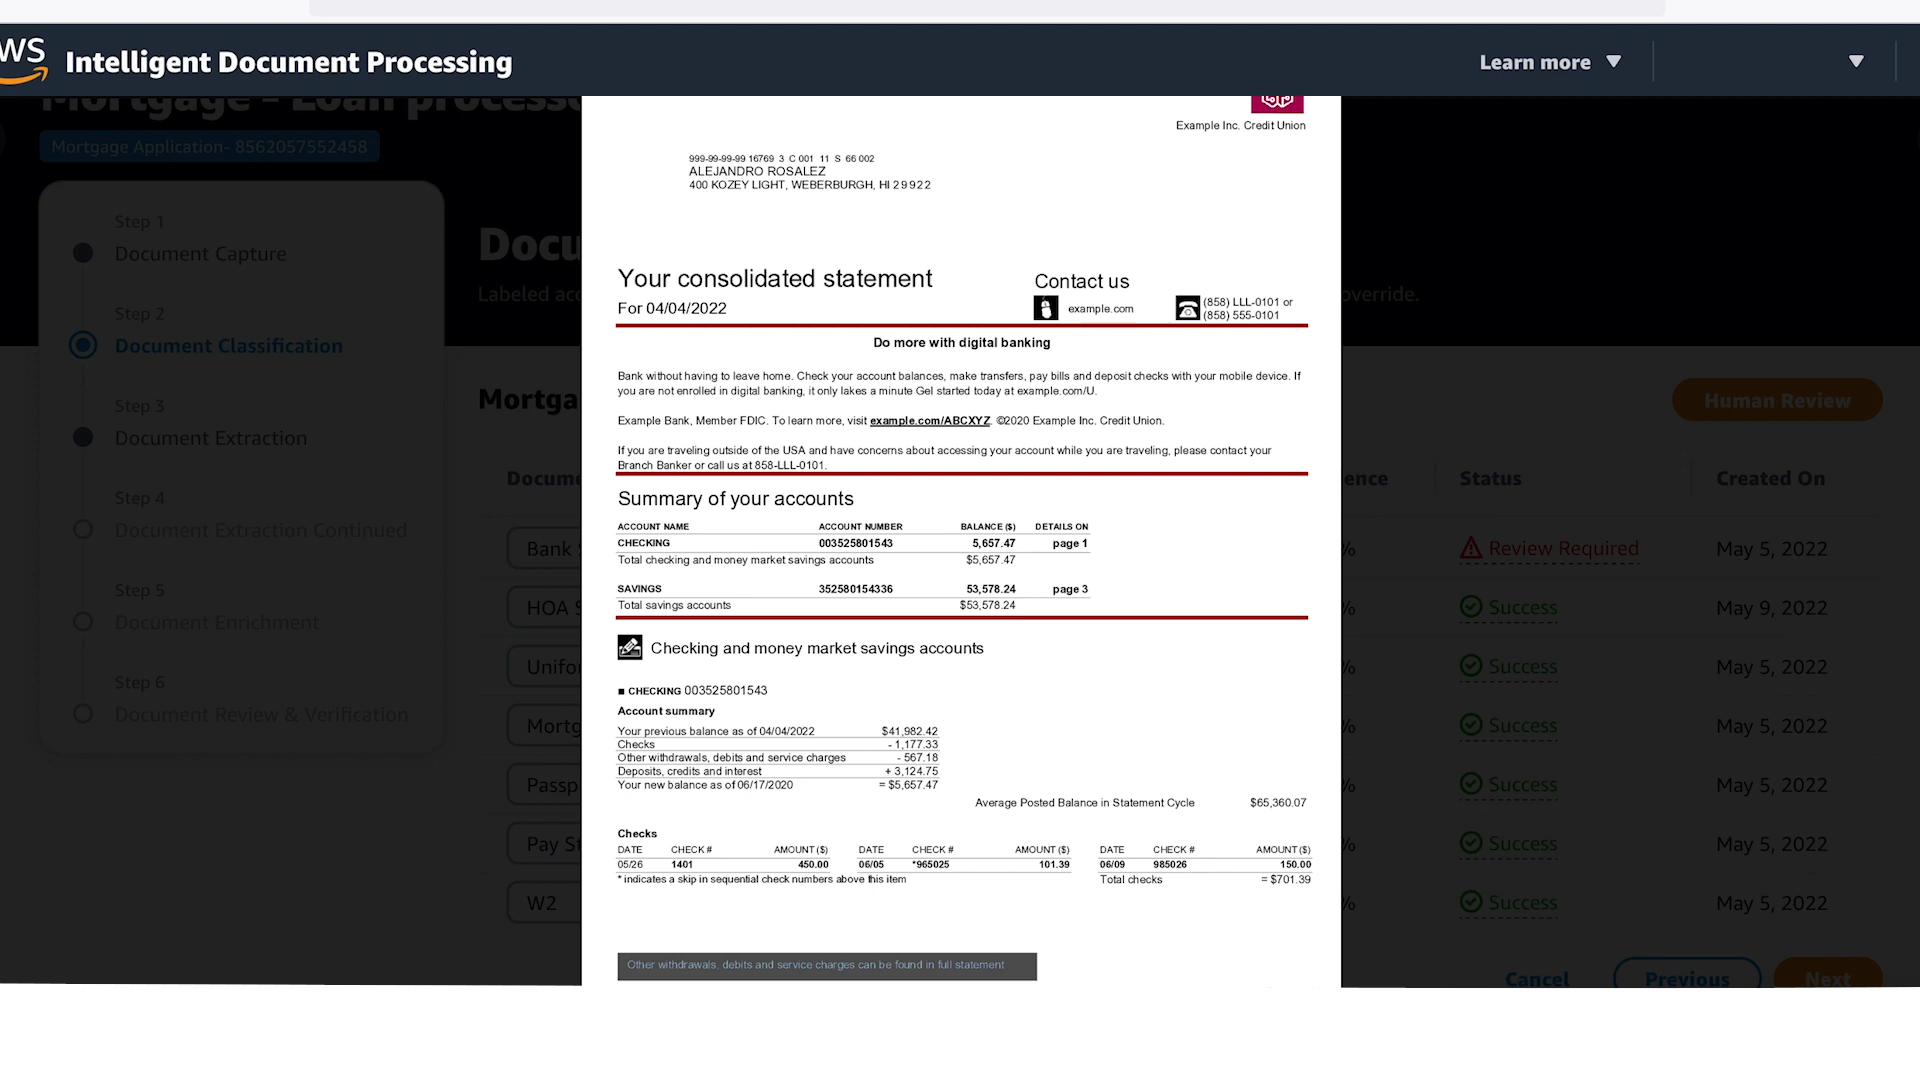 WS
Intelligent Document Processing
Learn more
Mortgage - Loan process
Mortgage Application- 8562057552458
Step 1
Document Capture
Step 2
Document Classification
Step 3
Document Extraction
Step 4
Document Extraction Continued
Step 5
Document Enrichment
Step 6
Document Review & Verification
Docu
Labeled acc
override.
Mortga
Human Review
Docume
ence
Status
Created On
Bank
%
Review Required
May 5, 2022
HOA S
%
Success
May 9, 2022
Unifo
%
Success
May 5, 2022
Mortg
%
Success
May 5, 2022
Passp
%
Success
May 5, 2022
Pay St
%
Success
May 5, 2022
W2
%
Success
May 5, 2022
Cancel
Previous
Next
Example Inc. Credit Union
999-99-99-99 16769 3 C 001 11 S 66 002
ALEJANDRO ROSALEZ
400 KOZEY LIGHT, WEBERBURGH, HI 29922
Your consolidated statement
For 04/04/2022
Contact us
example.com
(858) LLL-0101 or
(858) 555-0101
Do more with digital banking
Bank without having to leave home. Check your account balances, make transfers, pay bills and deposit checks with your mobile device. If
you are not enrolled in digital banking, it only lakes a minute Gel started today at example.com/U.
Example Bank, Member FDIC. To learn more, visit example.com/ABCXYZ. ©2020 Example Inc. Credit Union.
If you are traveling outside of the USA and have concerns about accessing your account while you are traveling, please contact your
Branch Banker or call us at 858-LLL-0101.
Summary of your accounts
ACCOUNT NAME ACCOUNT NUMBER BALANCE ($) DETAILS ON
CHECKING 003525801543 5,657.47 page 1
Total checking and money market savings accounts $5,657.47
SAVINGS 352580154336 53,578.24 page 3
Total savings accounts $53,578.24
Checking and money market savings accounts
■ CHECKING 003525801543
Account summary
Your previous balance as of 04/04/2022 $41,982.42
Checks - 1,177.33
Other withdrawals, debits and service charges - 567.18
Deposits, credits and interest + 3,124.75
Your new balance as of 06/17/2020 = $5,657.47
Average Posted Balance in Statement Cycle $65,360.07
Checks
DATE CHECK # AMOUNT ($) DATE CHECK # AMOUNT ($) DATE CHECK # AMOUNT ($)
05/26 1401 450.00 06/05 *965025 101.39 06/09 985026 150.00
* indicates a skip in sequential check numbers above this item Total checks = $701.39
Other withdrawals, debits and service charges can be found in full statement